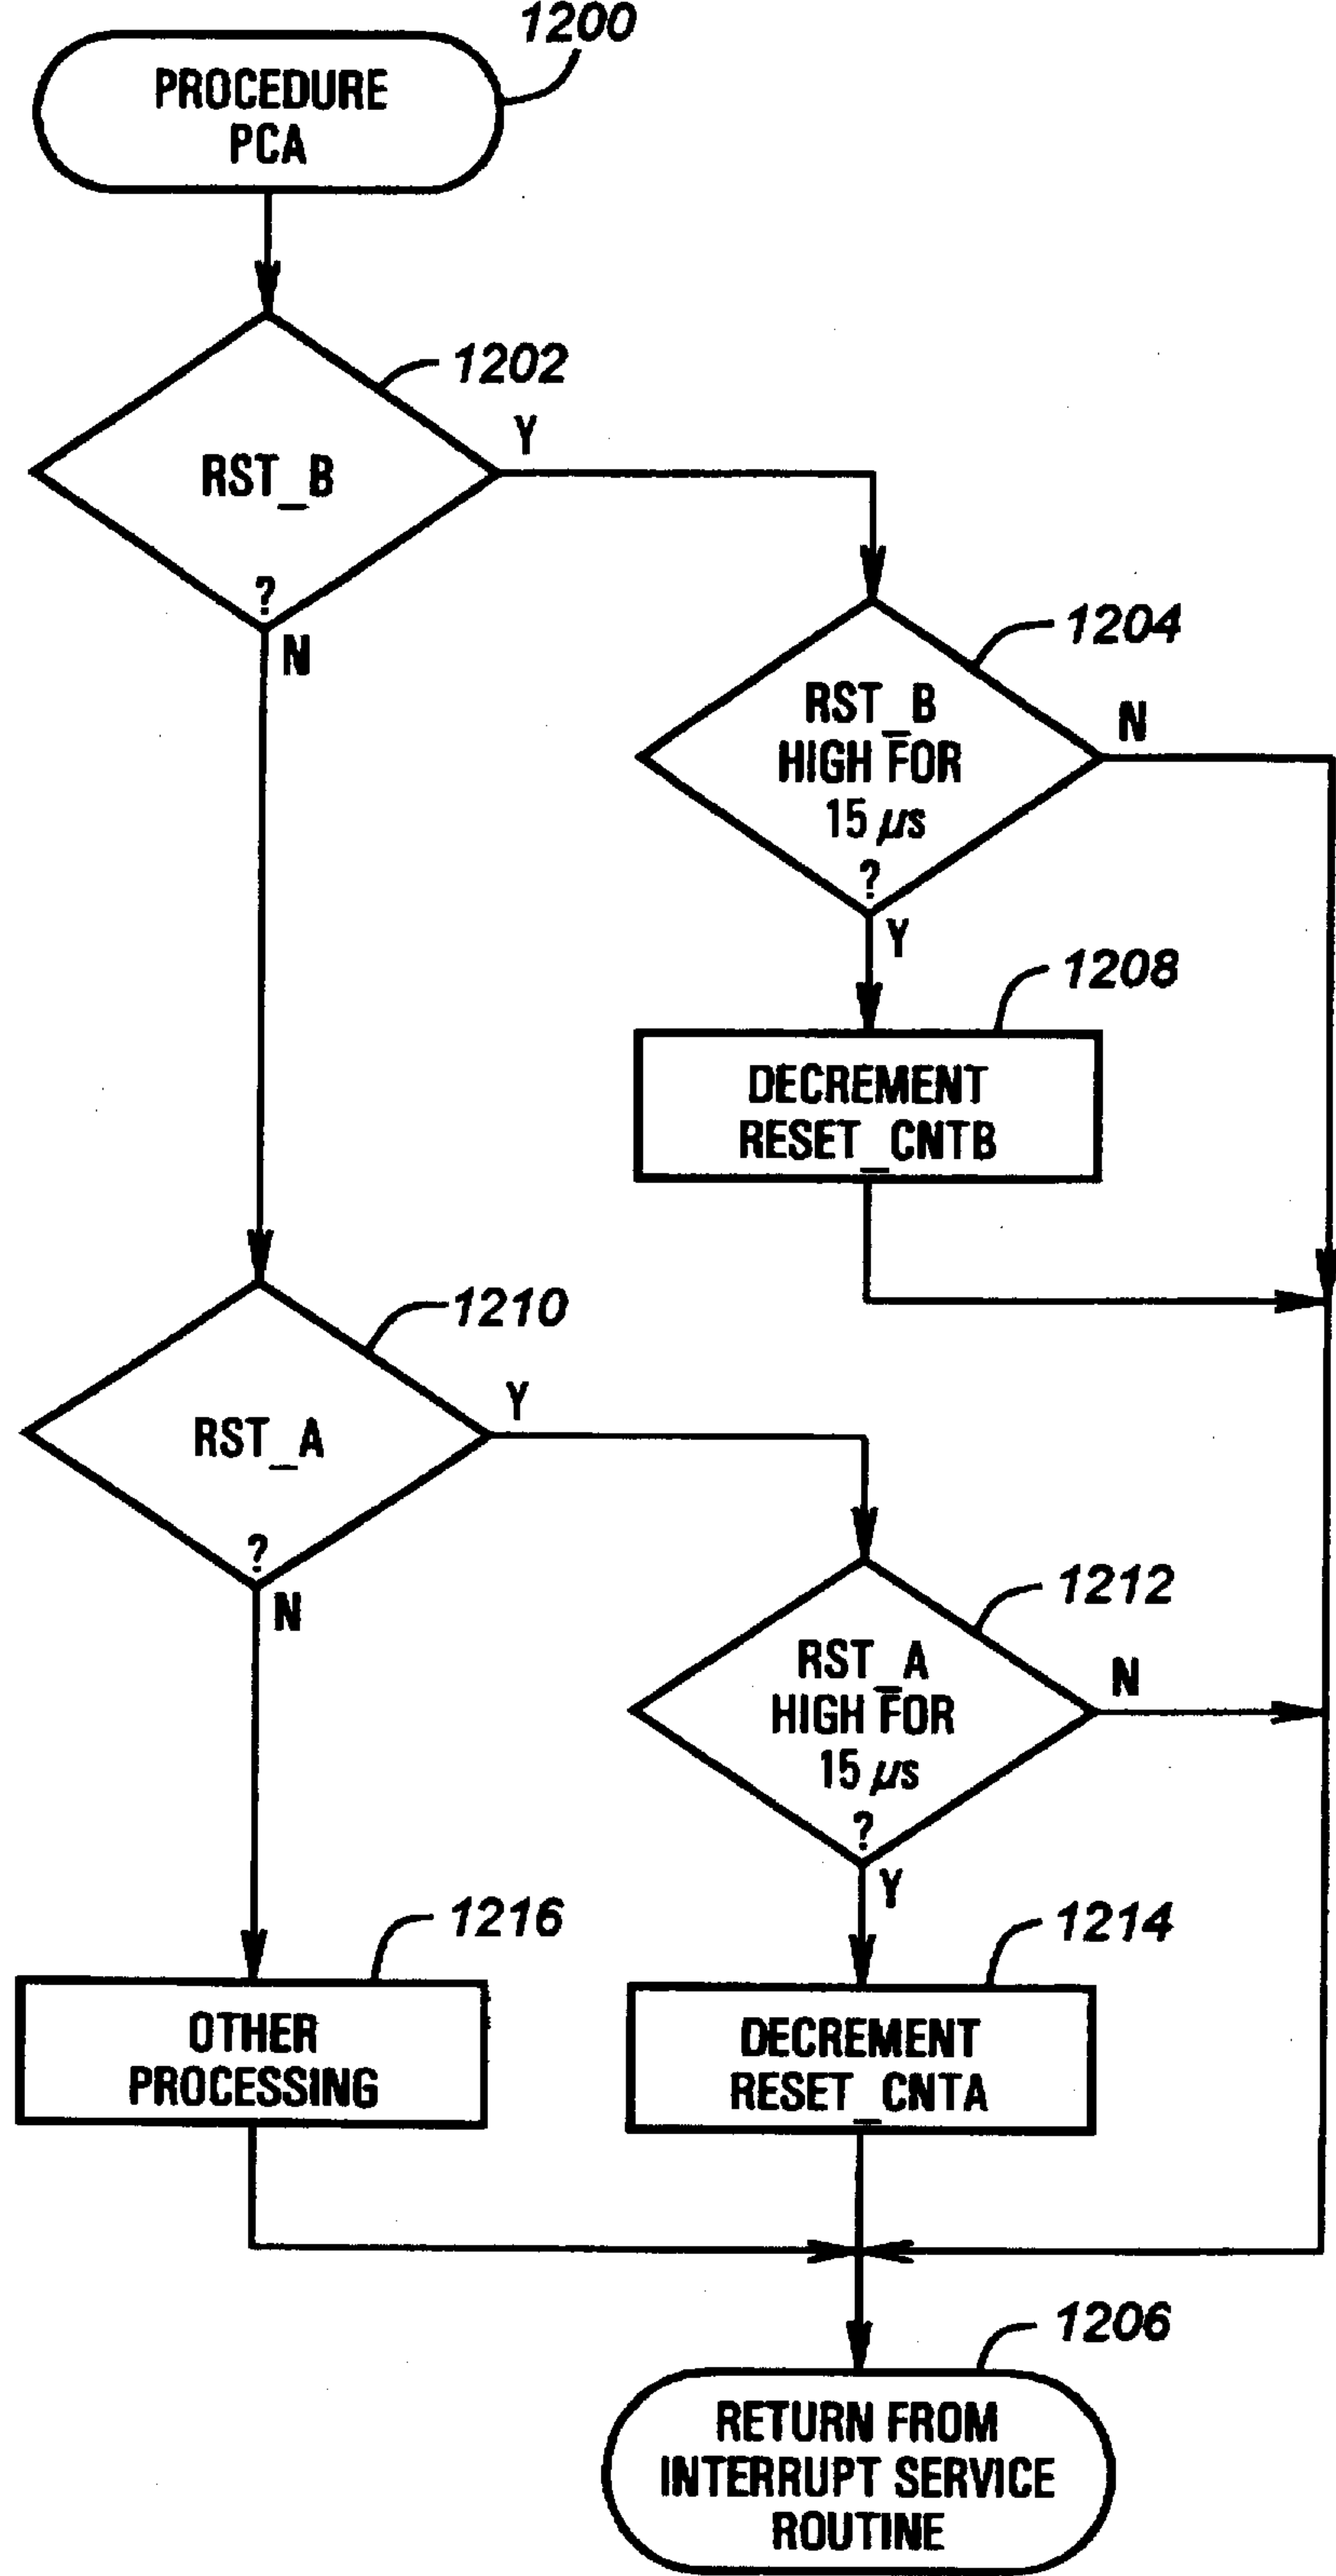 1200
PROCEDURE
PCA
1202
RST_B
?
Y
N
1204
RST_B
HIGH FOR
15 µs
?
N
Y
1208
DECREMENT
RESET_CNTB
1210
RST_A
?
Y
N
1212
RST_A
HIGH FOR
15 µs
?
N
Y
1216
OTHER
PROCESSING
1214
DECREMENT
RESET_CNTA
1206
RETURN FROM
INTERRUPT SERVICE
ROUTINE